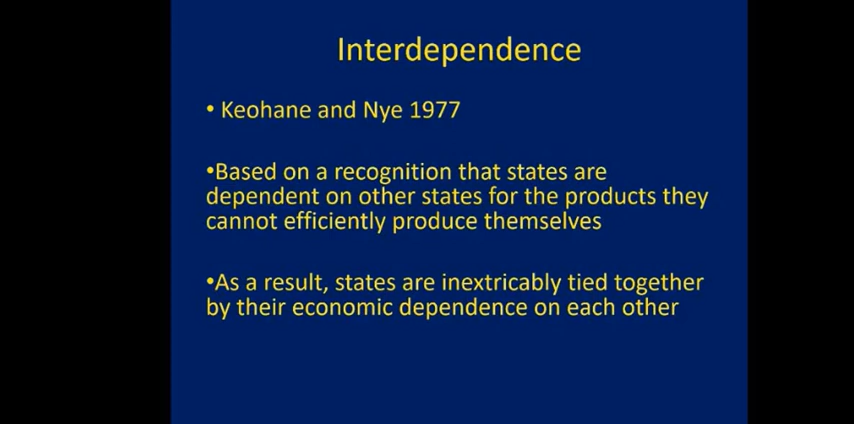 Interdependence
• Keohane and Nye 1977
•Based on a recognition that states are
dependent on other states for the products they
cannot efficiently produce themselves
•As a result, states are inextricably tied together
by their economic dependence on each other